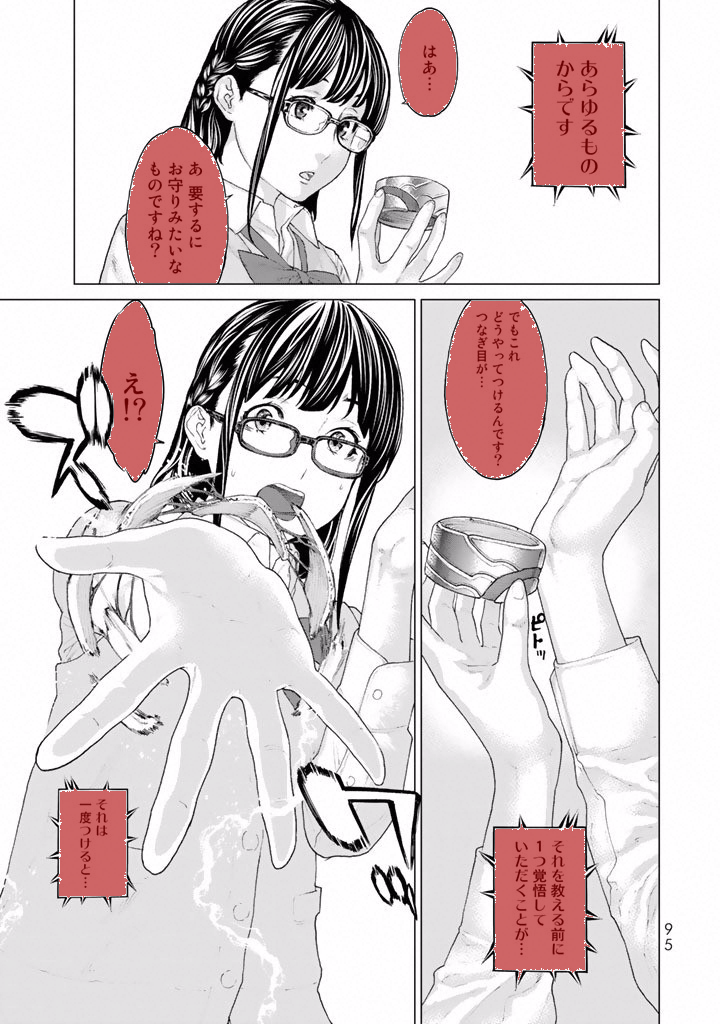 あらゆるもの
からです
はあ…
あ 要するに
お守りみたいな
ものですね?
でもこれ
どうやってつけるんです?
つなぎ目が…
ピトッ
それを教える前に
1つ覚悟して
いただくことが…
え!?
それは
一度つけると…
95